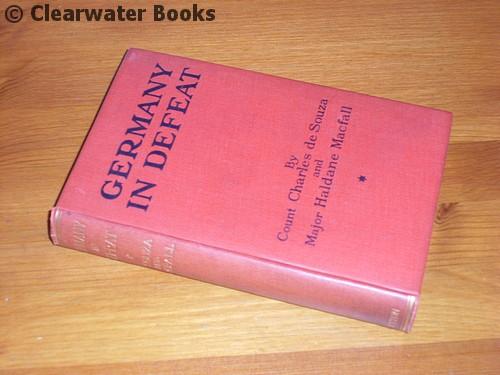 © Clearwater Books
GERMANY
IN DEFEAT
By
Count Charles de Souza
and
Major Haldane Macfall
*